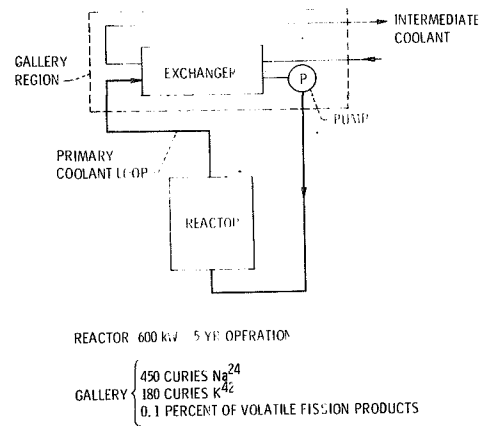 INTERMEDIATE
COOLANT
GALLERY
REGION
EXCHANGER
P
PUMP
PRIMARY
COOLANT LOOP
REACTOR
REACTOR 600 kW 5 YR OPERATION
GALLERY
450 CURIES Na24
180 CURIES K42
0.1 PERCENT OF VOLATILE FISSION PRODUCTS